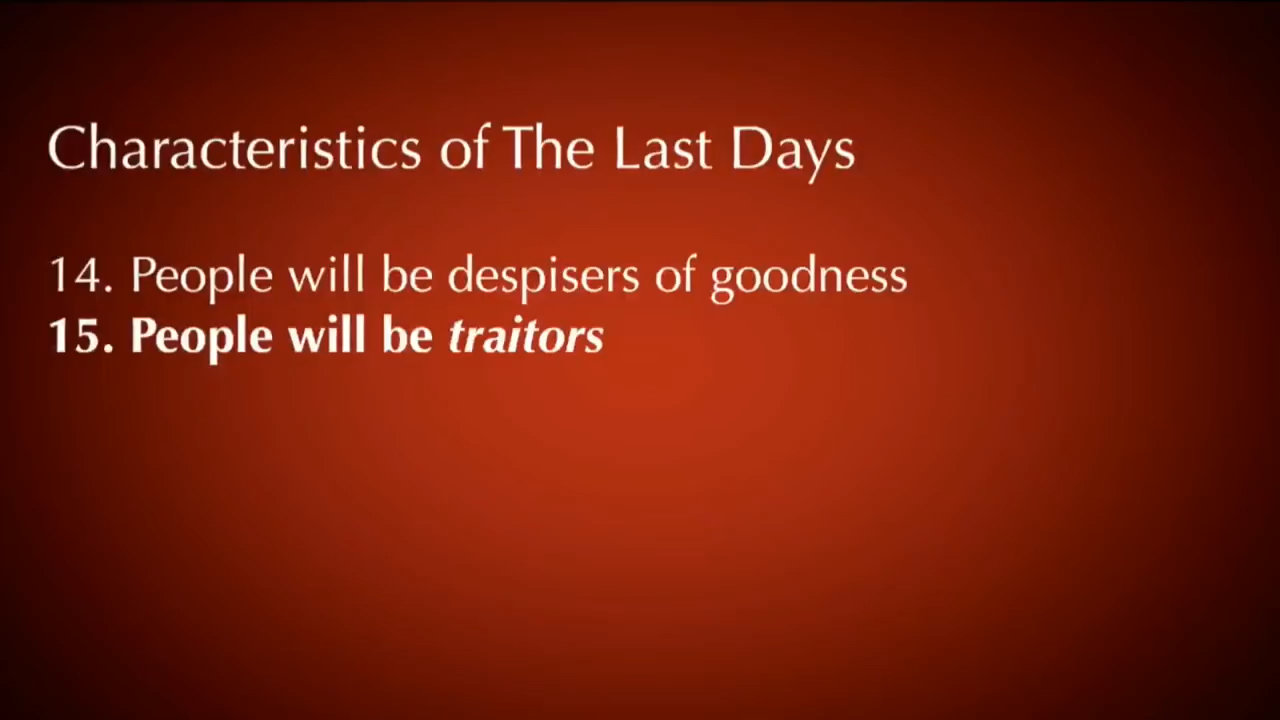 Characteristics of The Last Days
14. People will be despisers of goodness
15. People will be traitors